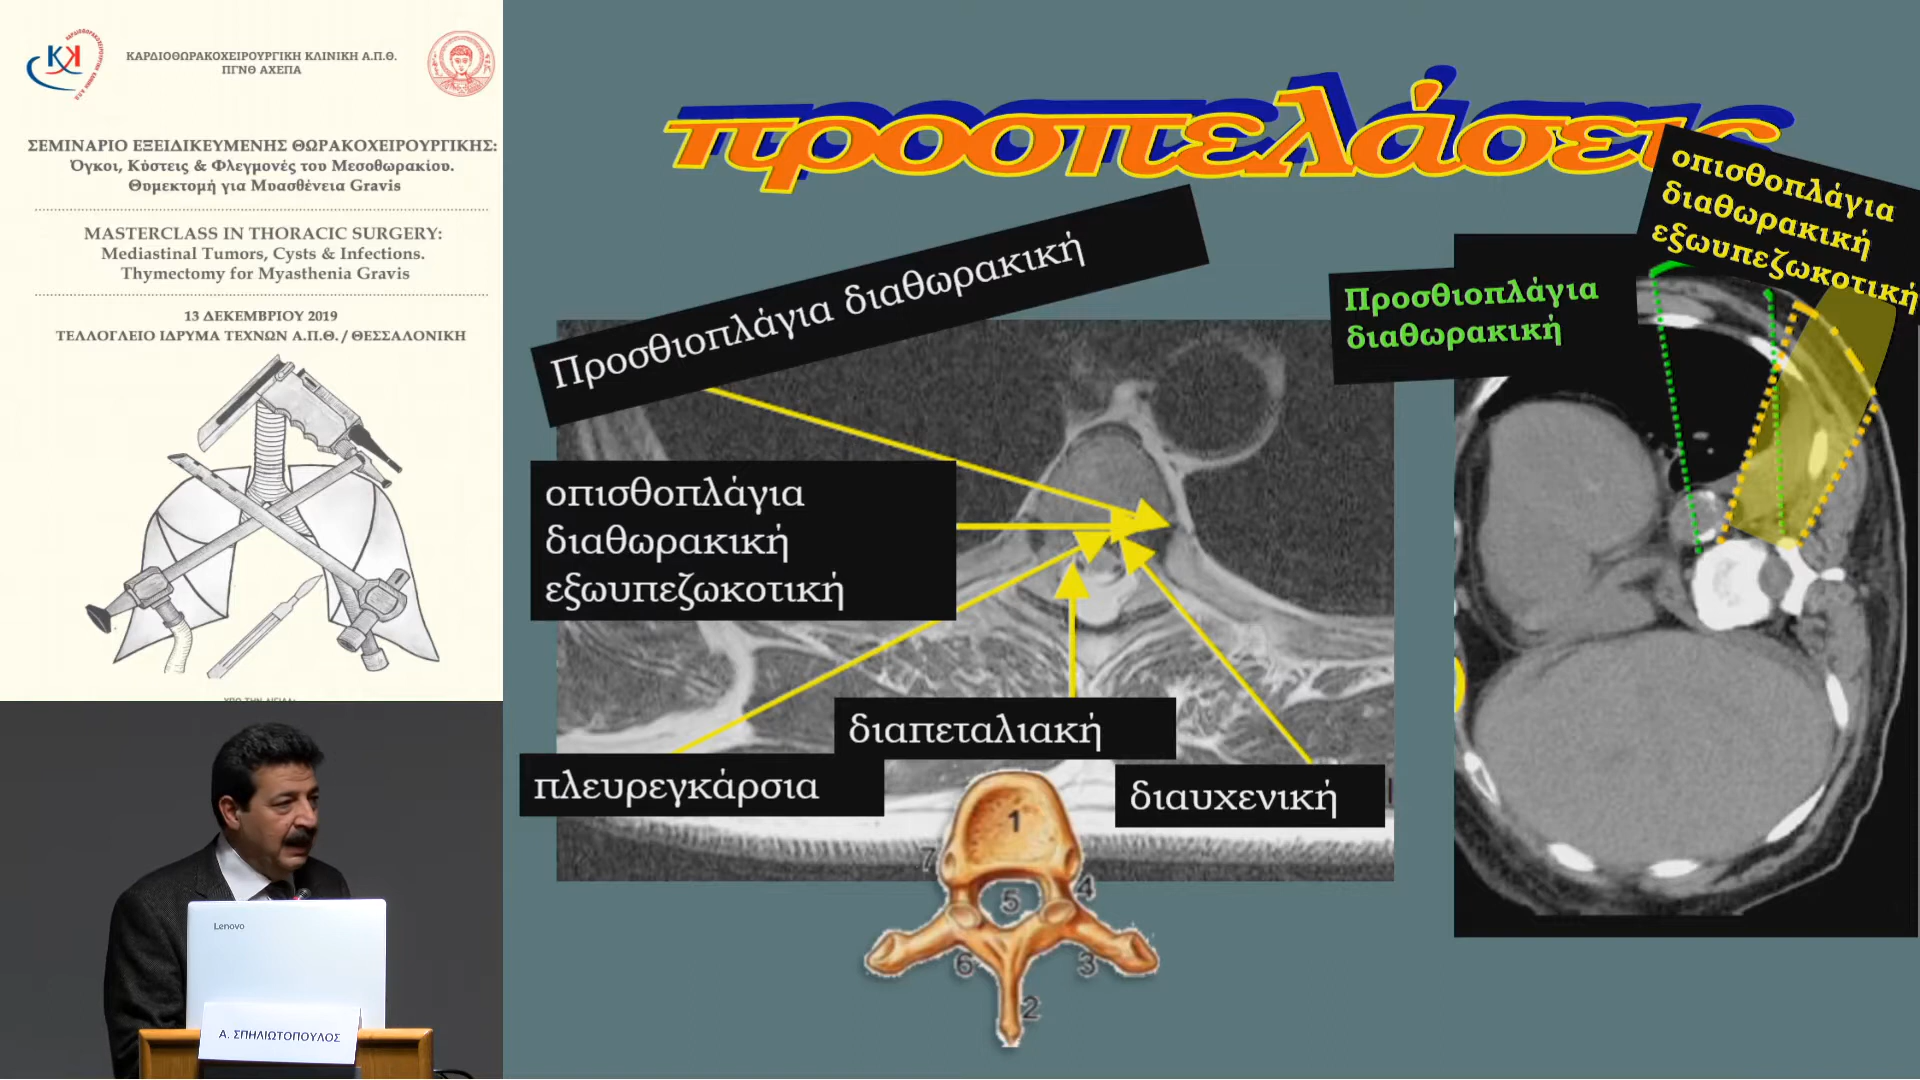 ΚΑΡΔΙΟΘΩΡΑΚΟΧΕΙΡΟΥΡΓΙΚΗ ΚΛΙΝΙΚΗ Α.Π.Θ.
ΠΓΝΘ ΑΧΕΠΑ
ΣΕΜΙΝΑΡΙΟ ΕΞΕΙΔΙΚΕΥΜΕΝΗΣ ΘΩΡΑΚΟΧΕΙΡΟΥΡΓΙΚΗΣ:
Όγκοι, Κύστεις & Φλεγμονές του Μεσοθωρακίου.
Θυμεκτομή για Μυασθένεια Gravis
MASTERCLASS IN THORACIC SURGERY:
Mediastinal Tumors, Cysts & Infections.
Thymectomy for Myasthenia Gravis
13 ΔΕΚΕΜΒΡΙΟΥ 2019
ΤΕΛΛΟΓΛΕΙΟ ΙΔΡΥΜΑ ΤΕΧΝΩΝ Α.Π.Θ. / ΘΕΣΣΑΛΟΝΙΚΗ
Lenovo
Α. ΣΠΗΛΙΩΤΟΠΟΥΛΟΣ
προσπελάσεις
Προσθιοπλάγια διαθωρακική
οπισθοπλάγια
διαθωρακική
εξωυπεζωκοτική
διαπεταλιακή
πλευρεγκάρσια
διαυχενική
1
7
4
5
6
3
2
Προσθιοπλάγια
διαθωρακική
οπισθοπλάγια
διαθωρακική
εξωυπεζωκοτική